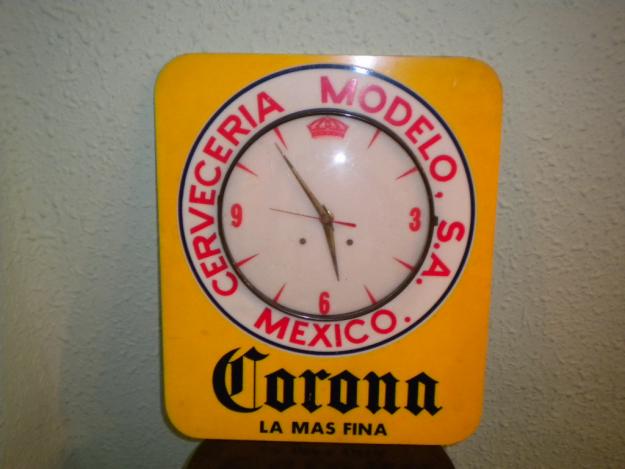 CERVECERIA MODELO, S.A.
MEXICO.
9 3
6
Corona
LA MAS FINA